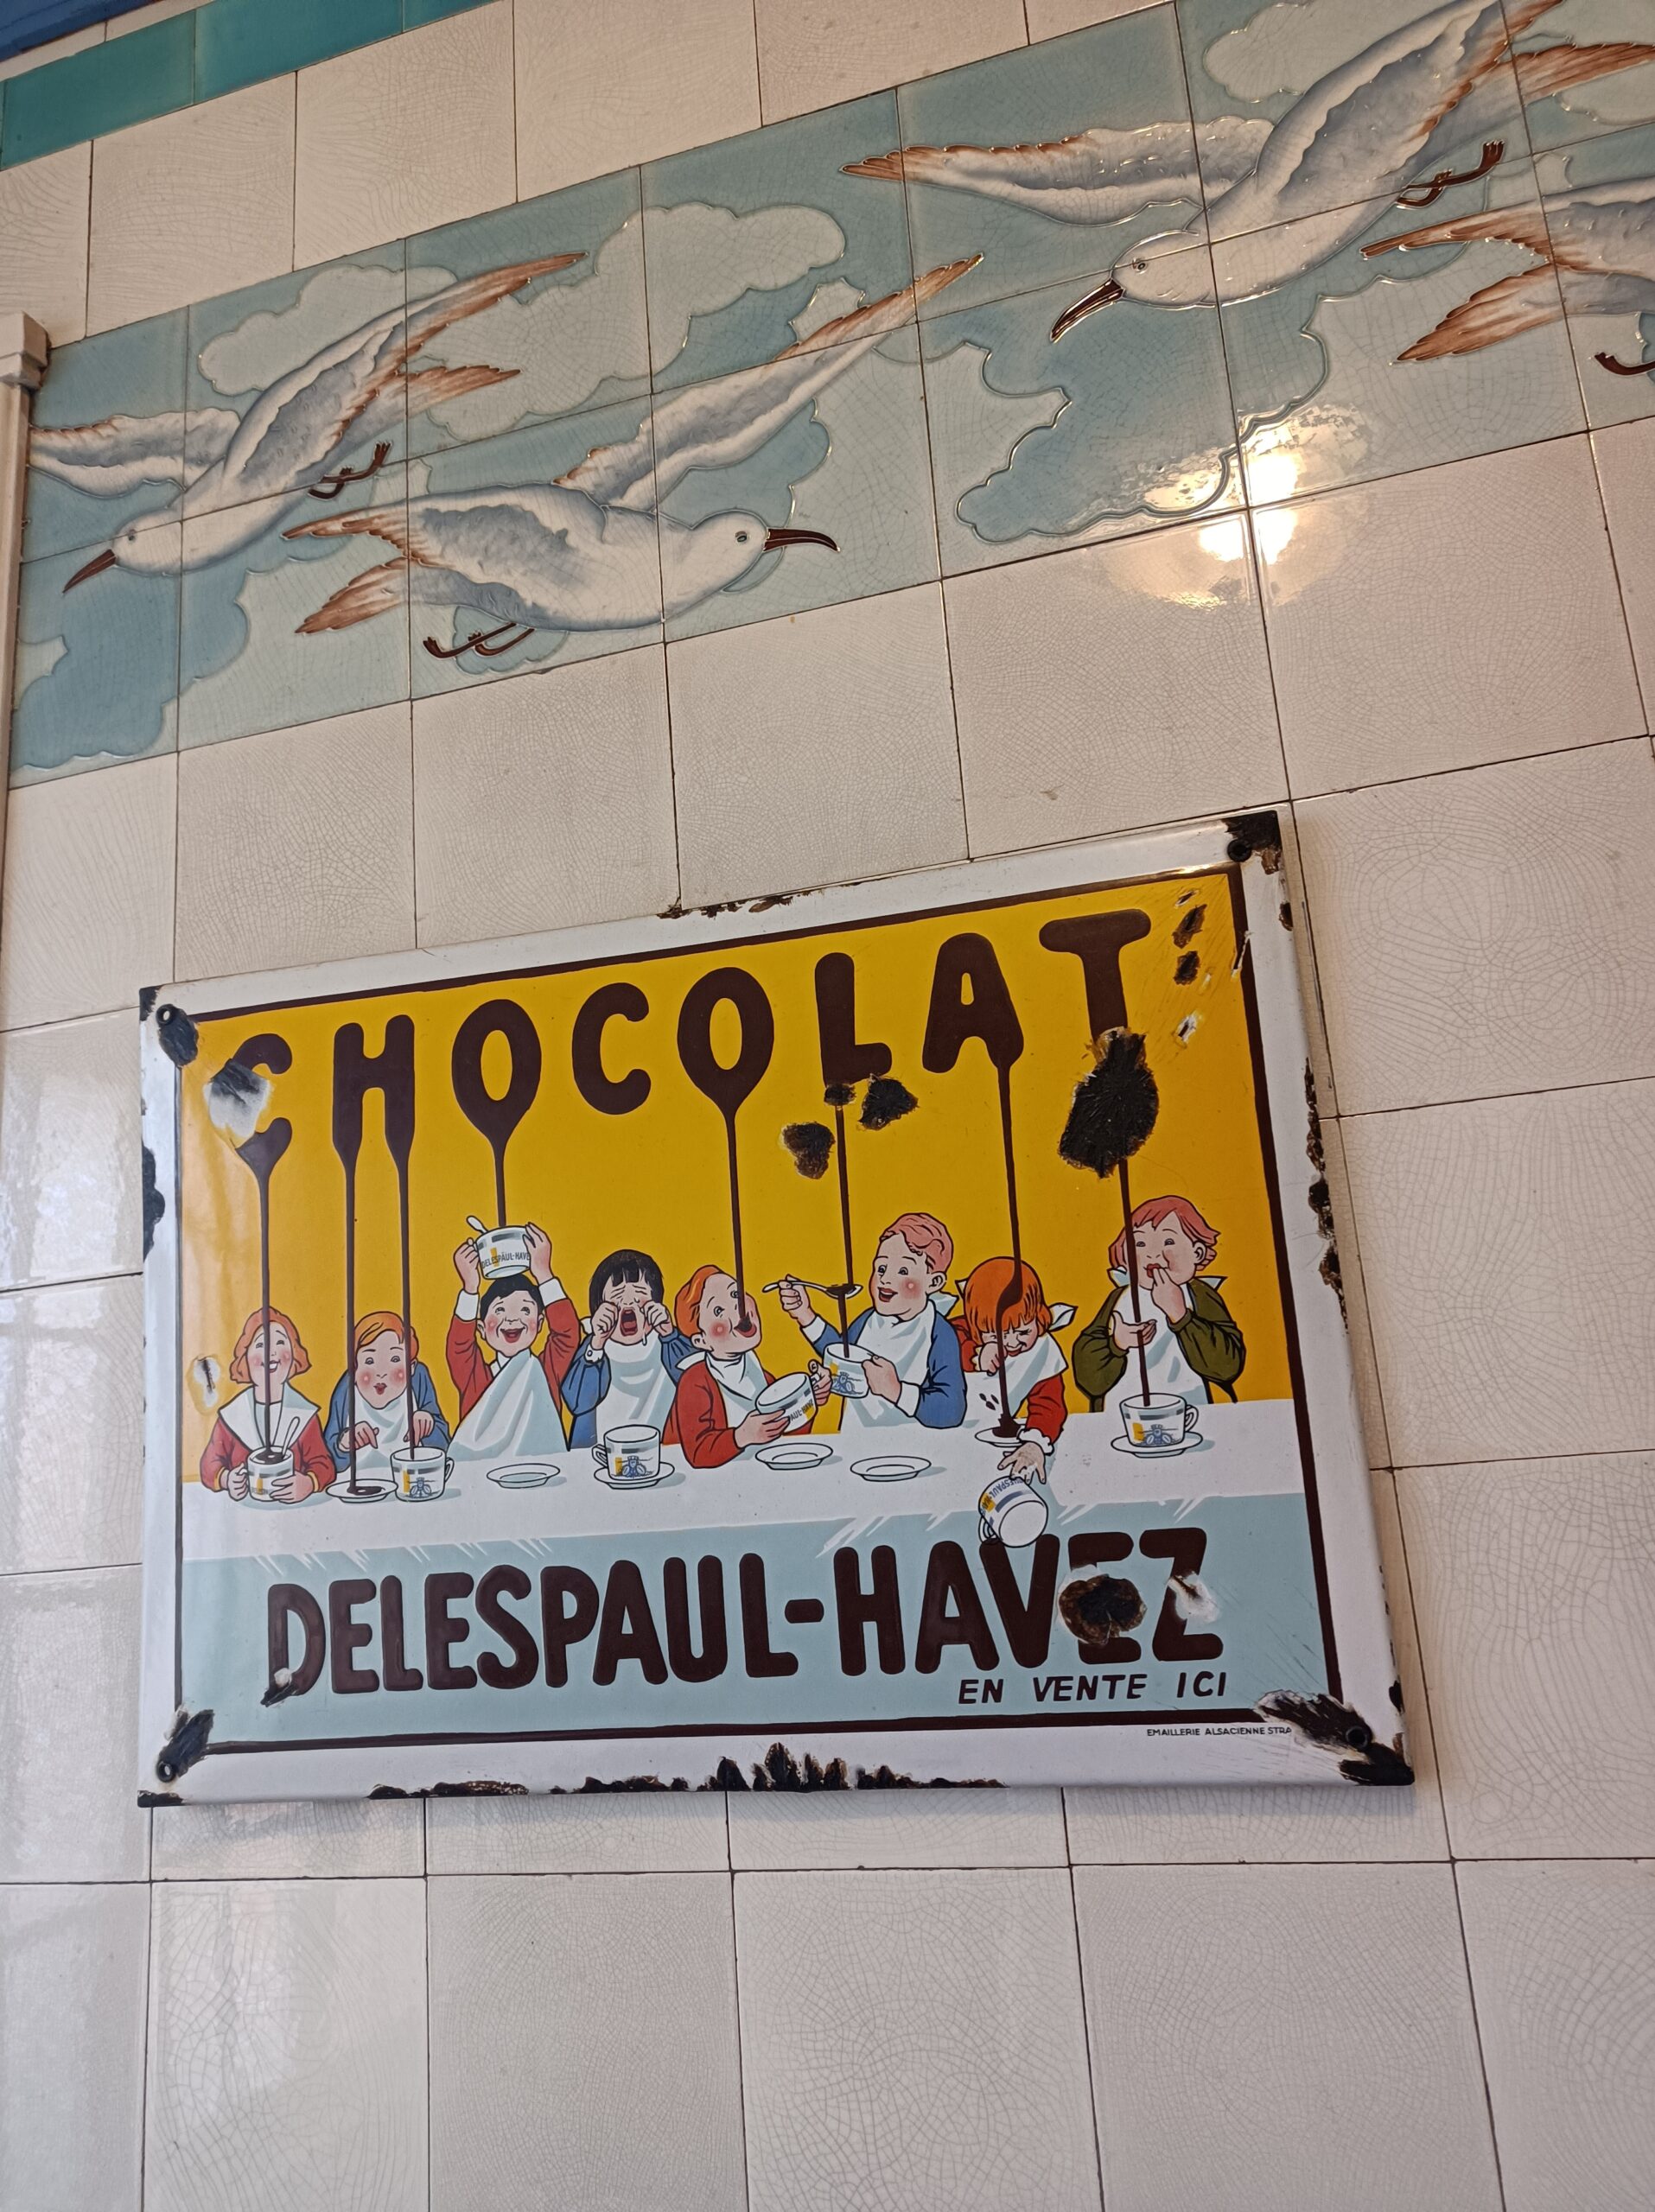 CHOCOLAT
DELESPAUL-HAVEZ
EN VENTE ICI
EMAILLERIE ALSACIENNE STRA